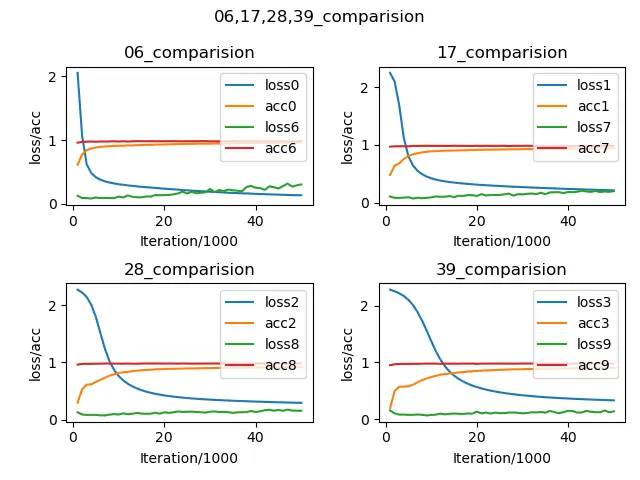 06,17,28,39_comparision
06_comparision
loss/acc
2
1
0
loss0
acc0
loss6
acc6
0
20
40
Iteration/1000
17_comparision
loss/acc
2
1
0
loss1
acc1
loss7
acc7
0
20
40
Iteration/1000
28_comparision
loss/acc
2
1
0
loss2
acc2
loss8
acc8
0
20
40
Iteration/1000
39_comparision
loss/acc
2
1
0
loss3
acc3
loss9
acc9
0
20
40
Iteration/1000